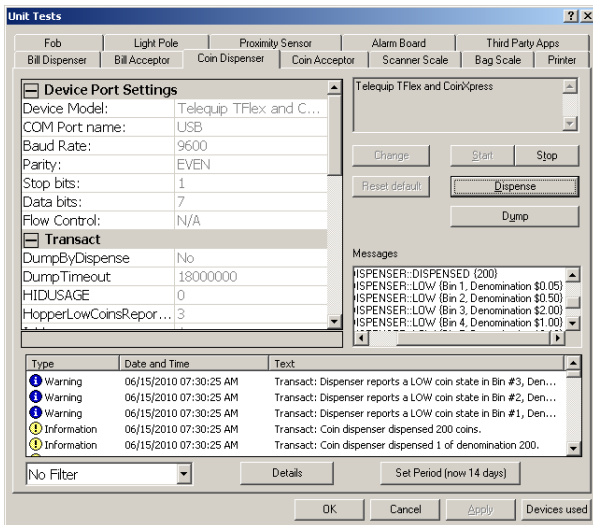 Unit Tests
Fob Light Pole Proximity Sensor Alarm Board Third Party Apps
Bill Dispenser Bill Acceptor Coin Dispenser Coin Acceptor Scanner Scale Bag Scale Printer
Device Port Settings
Device Model: Telequip TFlex and C...
COM Port name: USB
Baud Rate: 9600
Parity: EVEN
Stop bits: 1
Data bits: 7
Flow Control: N/A
Transact
DumpByDispense No
DumpTimeout 18000000
HIDUSAGE 0
HopperLowCoinsRepor... 3
Telequip TFlex and CoinXpress
Change Start Stop
Reset default Dispense
Dump
Messages
ISPENSER::DISPENSED {200}
ISPENSER::LOW {Bin 1, Denomination $0.05}
ISPENSER::LOW {Bin 2, Denomination $0.50}
ISPENSER::LOW {Bin 3, Denomination $2.00}
ISPENSER::LOW {Bin 4, Denomination $1.00}
Type Date and Time Text
Warning 06/15/2010 07:30:25 AM Transact: Dispenser reports a LOW coin state in Bin #3, Den...
Warning 06/15/2010 07:30:25 AM Transact: Dispenser reports a LOW coin state in Bin #2, Den...
Warning 06/15/2010 07:30:25 AM Transact: Dispenser reports a LOW coin state in Bin #1, Den...
Information 06/15/2010 07:30:25 AM Transact: Coin dispenser dispensed 200 coins.
Information 06/15/2010 07:30:25 AM Transact: Coin dispenser dispensed 1 of denomination 200.
No Filter Details Set Period (now 14 days)
OK Cancel Apply Devices used